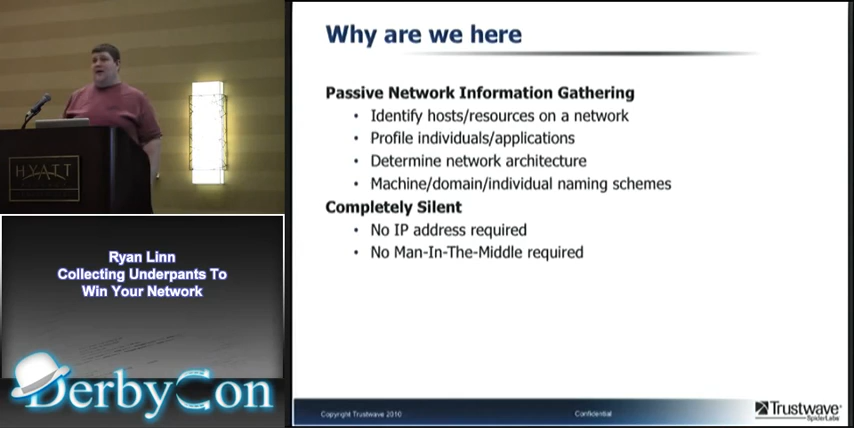 HYATT
Ryan Linn
Collecting Underpants To
Win Your Network
DerbyCon
Why are we here
Passive Network Information Gathering
• Identify hosts/resources on a network
• Profile individuals/applications
• Determine network architecture
• Machine/domain/individual naming schemes
Completely Silent
• No IP address required
• No Man-In-The-Middle required
Copyright Trustwave 2010
Confidential
Trustwave®
SpiderLabs